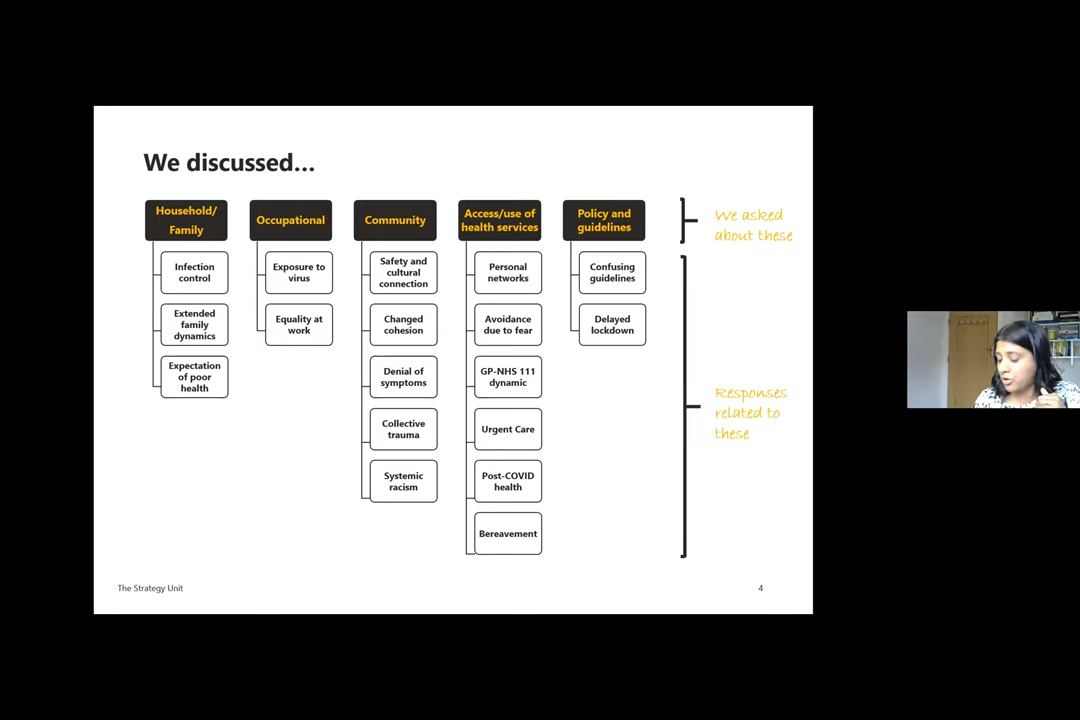 We discussed...
Household/
Family
Infection
control
Extended
family
dynamics
Expectation
of poor
health
Occupational
Exposure to
virus
Equality at
work
Community
Safety and
cultural
connection
Changed
cohesion
Denial of
symptoms
Collective
trauma
Systemic
racism
Access/use of
health services
Personal
networks
Avoidance
due to fear
GP-NHS 111
dynamic
Urgent Care
Post-COVID
health
Bereavement
Policy and
guidelines
Confusing
guidelines
Delayed
lockdown
We asked
about these
Responses
related to
these
The Strategy Unit
4